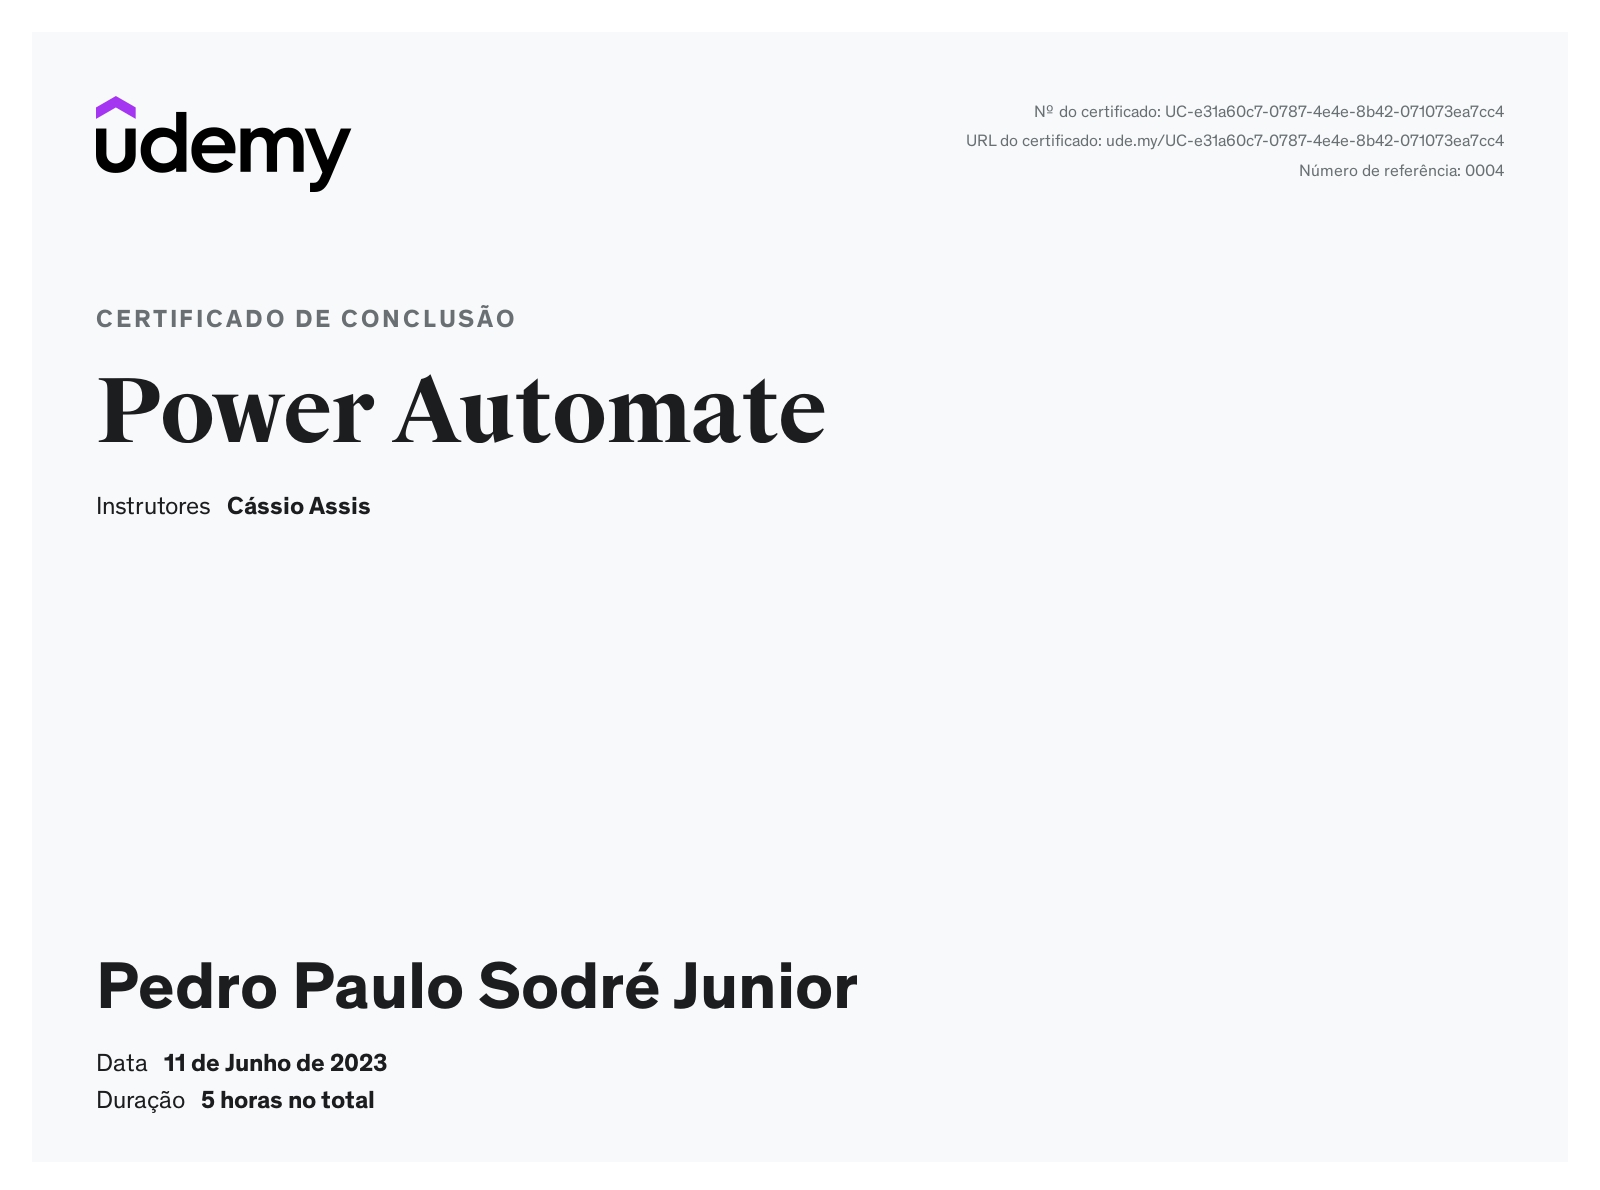 udemy
Nº do certificado: UC-e31a60c7-0787-4e4e-8b42-071073ea7cc4
URL do certificado: ude.my/UC-e31a60c7-0787-4e4e-8b42-071073ea7cc4
Número de referência: 0004
CERTIFICADO DE CONCLUSÃO
Power Automate
Instrutores Cássio Assis
Pedro Paulo Sodré Junior
Data 11 de Junho de 2023
Duração 5 horas no total